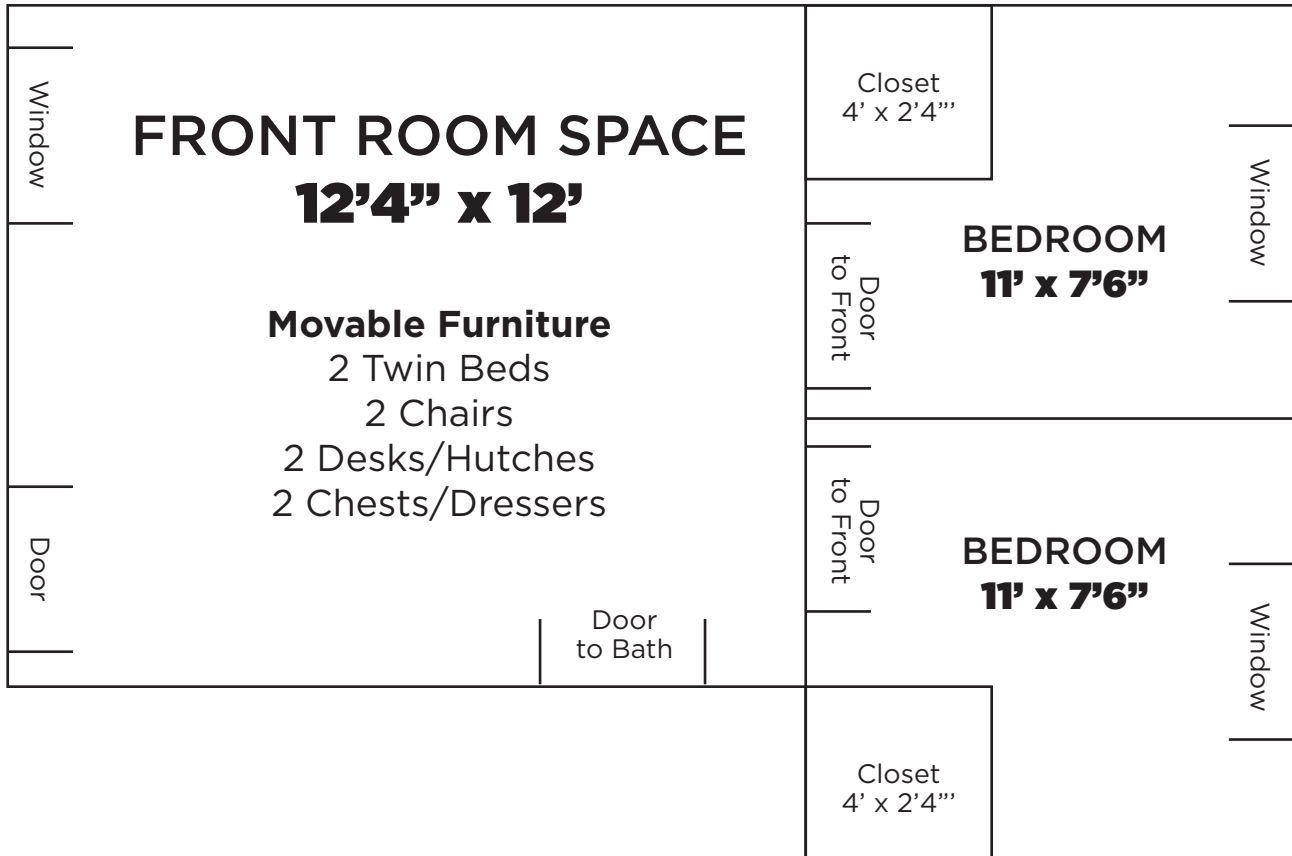 Window
FRONT ROOM SPACE
12’4” x 12’
Movable Furniture
2 Twin Beds
2 Chairs
2 Desks/Hutches
2 Chests/Dressers
Door
Door
to Bath
Closet
4’ x 2’4”’
Door
to Front
BEDROOM
11’ x 7’6”
Window
Door
to Front
BEDROOM
11’ x 7’6”
Window
Closet
4’ x 2’4”’